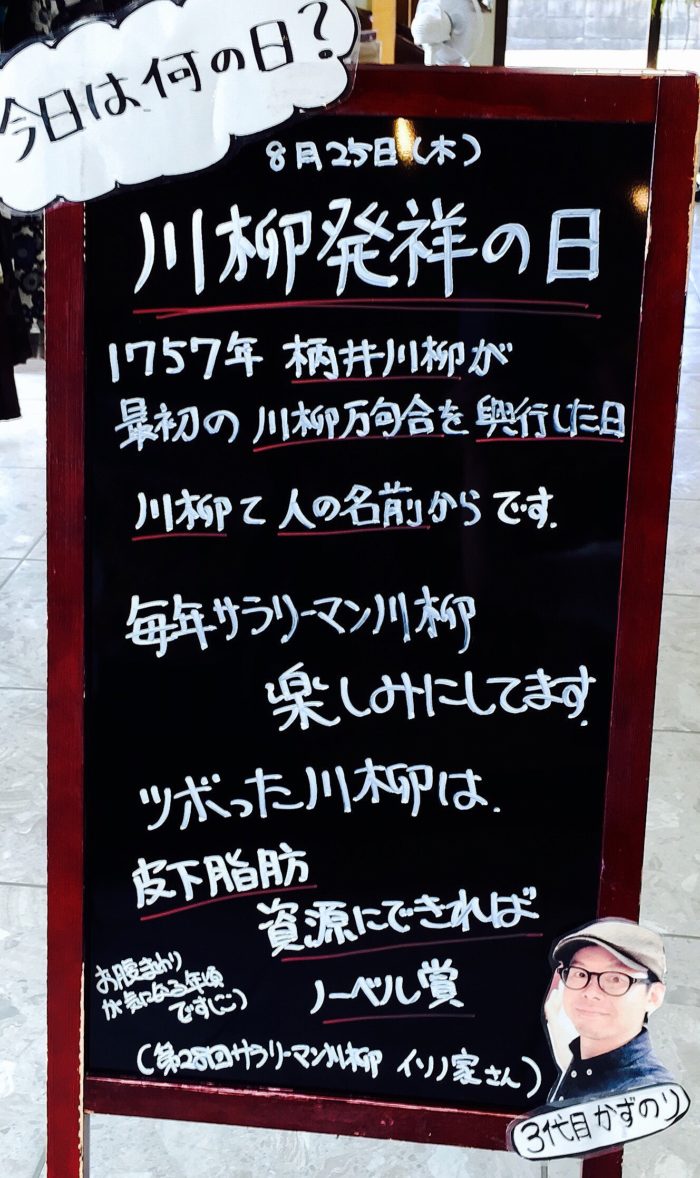 今日は何の日?
8月25日(木)
川柳発祥の日
1757年 柄井川柳が
最初の 川柳万句合を 興行した日
川柳て 人の名前からです.
毎年サラリーマン川柳
楽しみにしてます.
ツボった川柳は.
皮下脂肪
資源にできれば
ノーベル賞
お腹まわり
が気になる年頃
です(こ)
(第28回サラリーマン川柳 イソノ家さん)
3代目かずのり